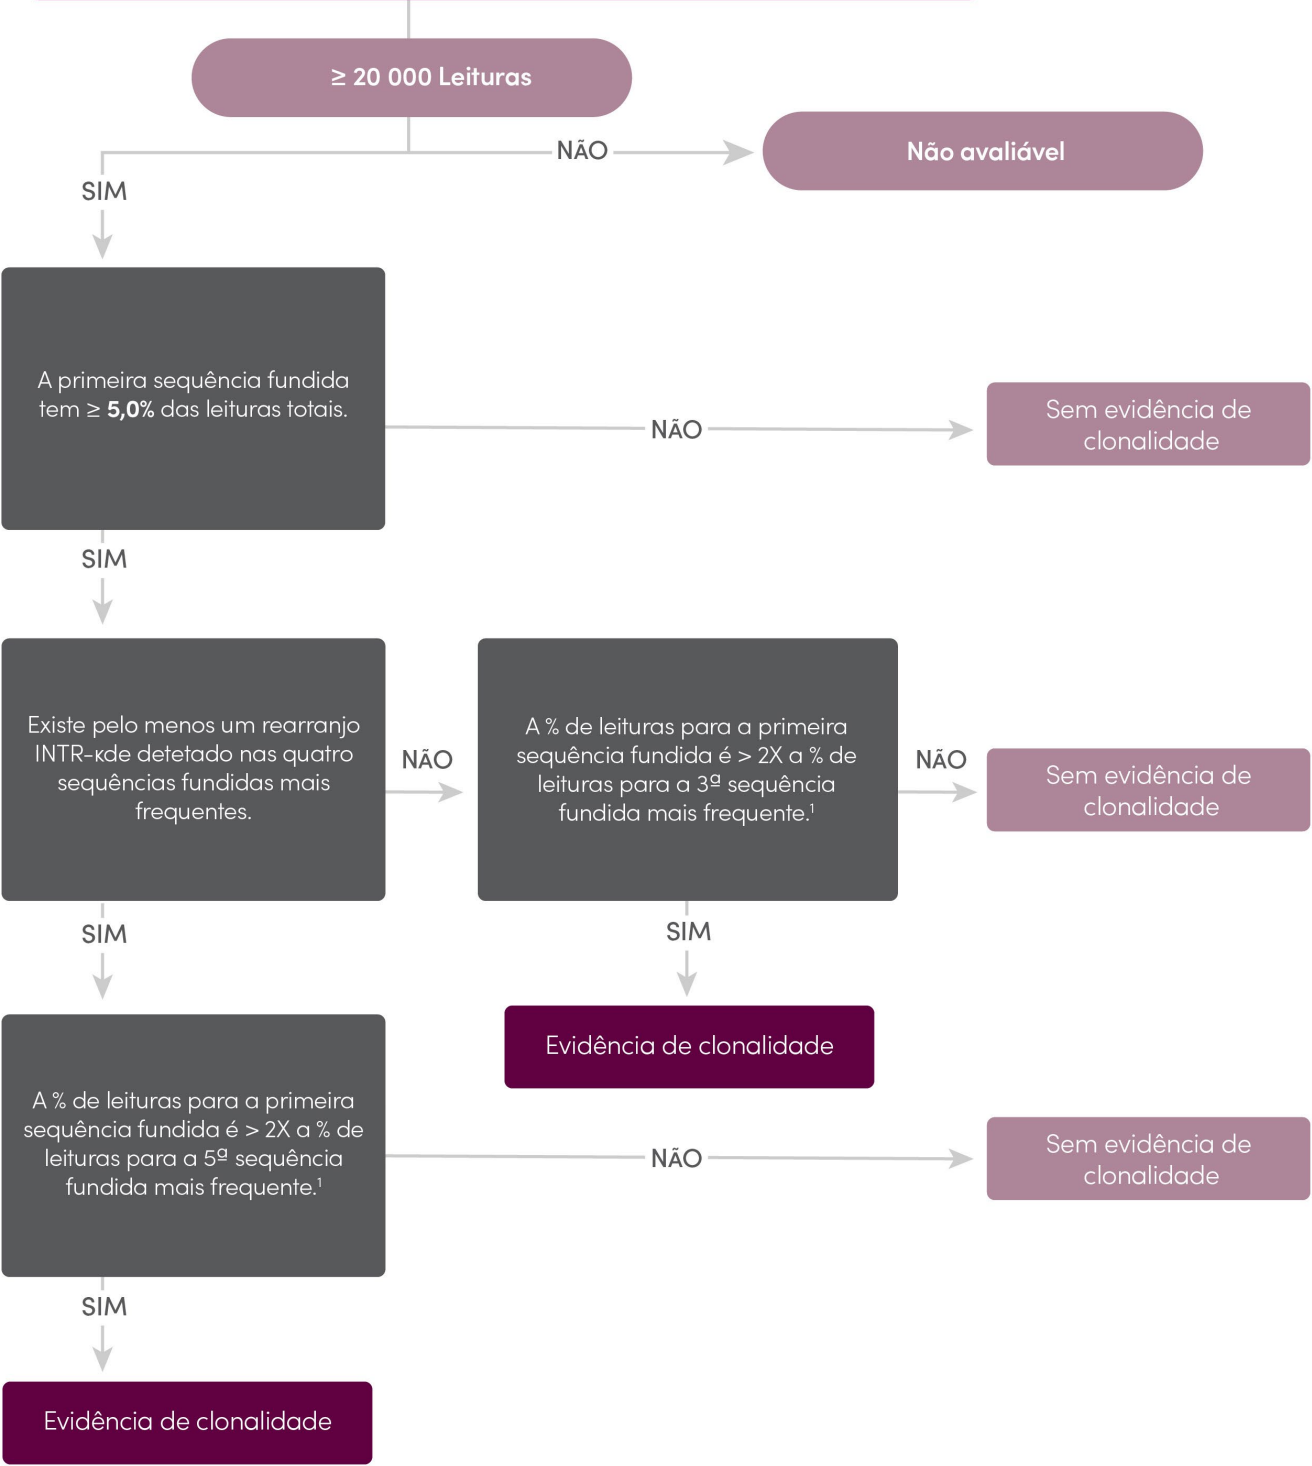 ≥ 20 000 Leituras
NÃO
Não avaliável
SIM
A primeira sequência fundida
tem ≥ 5,0% das leituras totais.
NÃO
Sem evidência de
clonalidade
SIM
Existe pelo menos um rearranjo
INTR-κde detetado nas quatro
sequências fundidas mais
frequentes.
NÃO
A % de leituras para a primeira
sequência fundida é > 2X a % de
leituras para a 3ª sequência
fundida mais frequente.¹
NÃO
Sem evidência de
clonalidade
SIM
SIM
Evidência de clonalidade
A % de leituras para a primeira
sequência fundida é > 2X a % de
leituras para a 5ª sequência
fundida mais frequente.¹
NÃO
Sem evidência de
clonalidade
SIM
Evidência de clonalidade